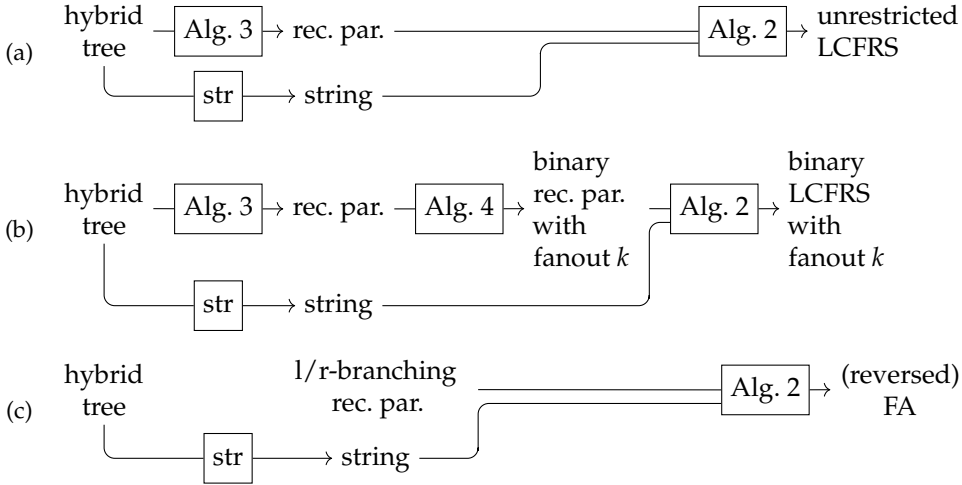 (a)
hybrid
tree
Alg. 3
rec. par.
Alg. 2
unrestricted
LCFRS
str
string
(b)
hybrid
tree
Alg. 3
rec. par.
Alg. 4
binary
rec. par.
with
fanout k
Alg. 2
binary
LCFRS
with
fanout k
str
string
(c)
hybrid
tree
l/r-branching
rec. par.
Alg. 2
(reversed)
FA
str
string